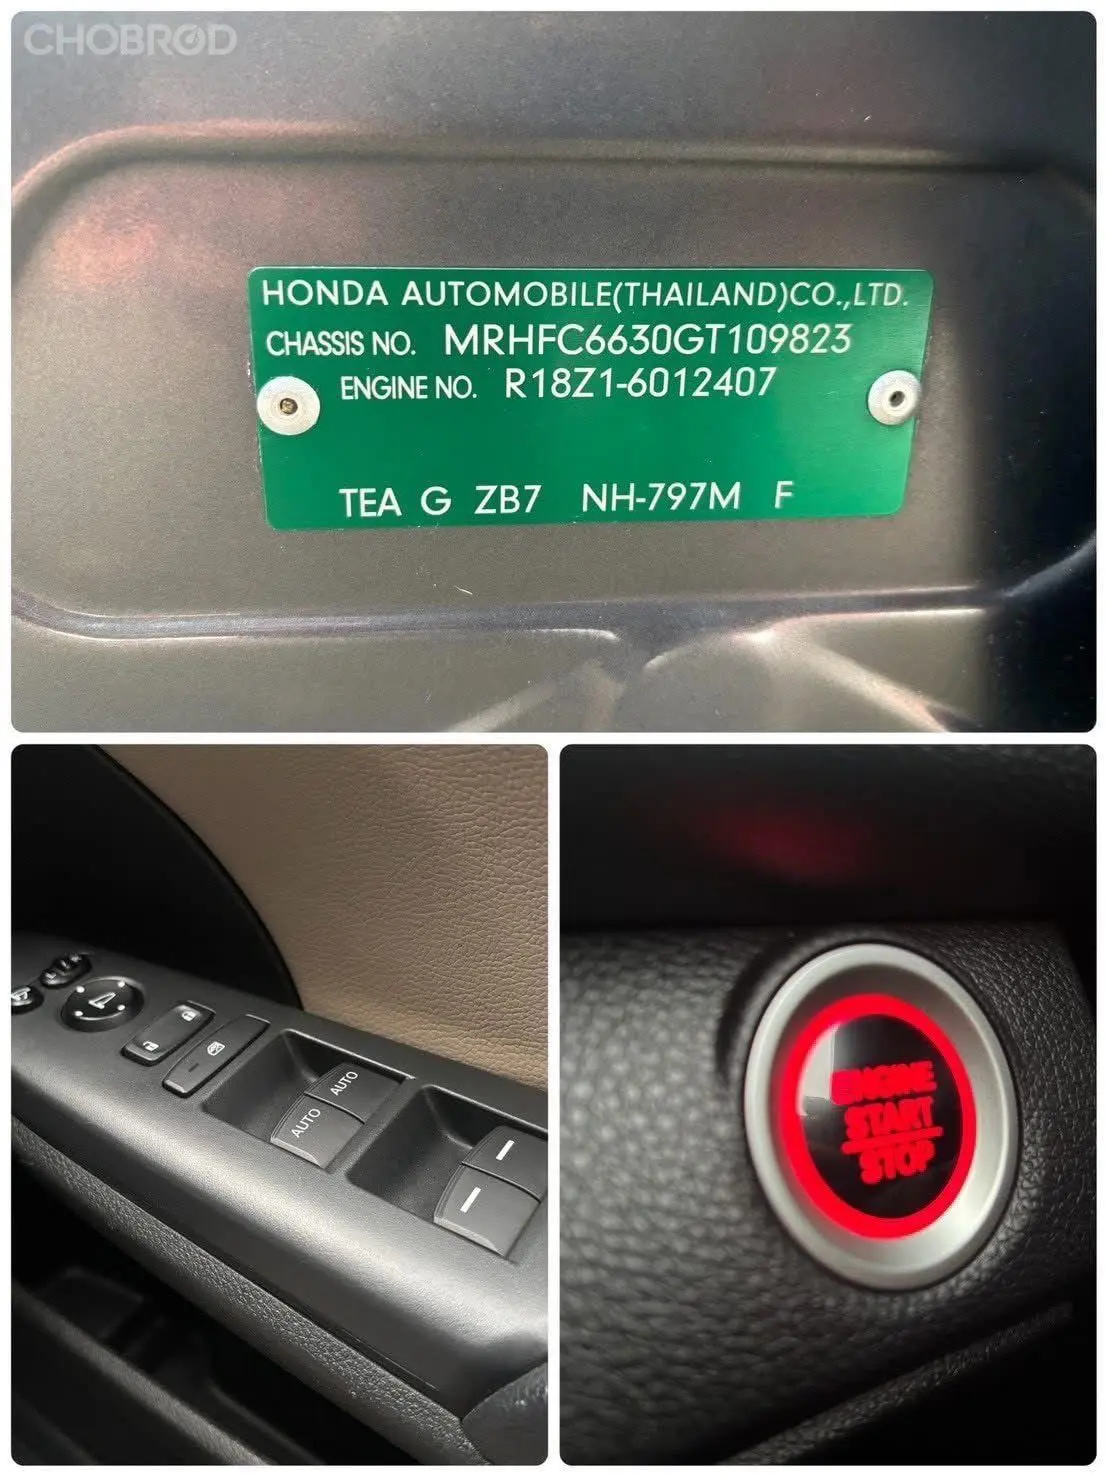 CHOBROD
HONDA AUTOMOBILE(THAILAND)CO.,LTD.
CHASSIS NO. MRHFC6630GT109823
ENGINE NO. R18Z1-6012407
TEA G ZB7 NH-797M F
AUTO
AUTO
ENGINE
START
STOP